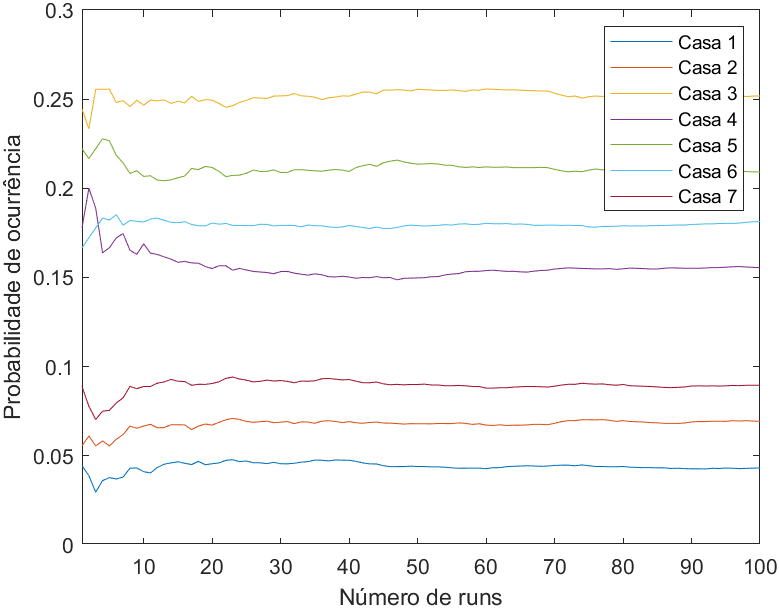 0.3
0.25
0.2
0.15
0.1
0.05
0
Probabilidade de ocurrência
Casa 1
Casa 2
Casa 3
Casa 4
Casa 5
Casa 6
Casa 7
10 20 30 40 50 60 70 80 90 100
Número de runs